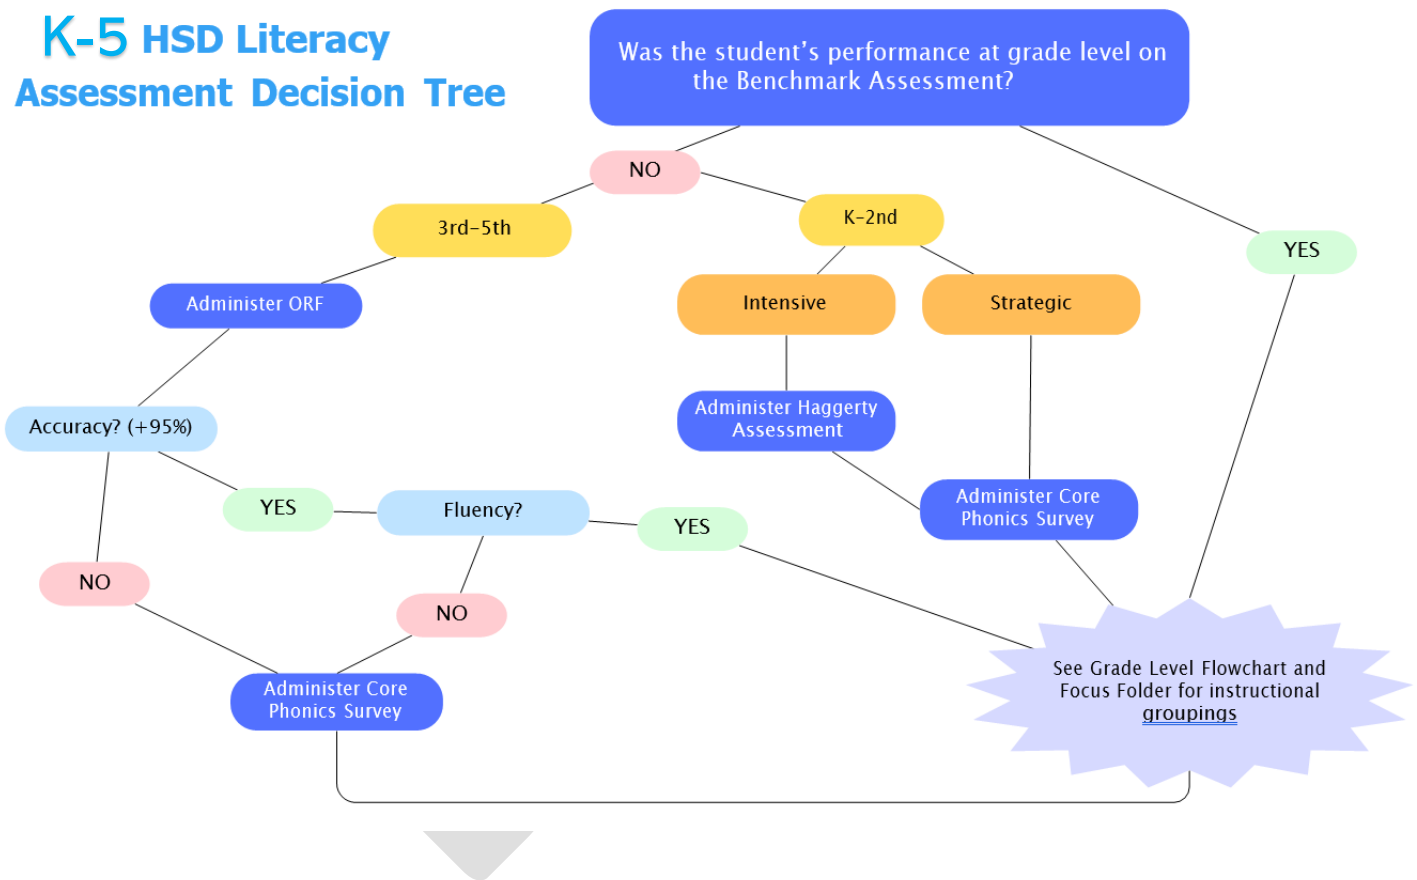 K-5 HSD Literacy
Assessment Decision Tree
Was the student's performance at grade level on
the Benchmark Assessment?
NO
3rd-5th
K-2nd
YES
Administer ORF
Intensive
Strategic
Accuracy? (+95%)
Administer Haggerty
Assessment
YES
Fluency?
YES
Administer Core
Phonics Survey
NO
NO
Administer Core
Phonics Survey
See Grade Level Flowchart and
Focus Folder for instructional
groupings